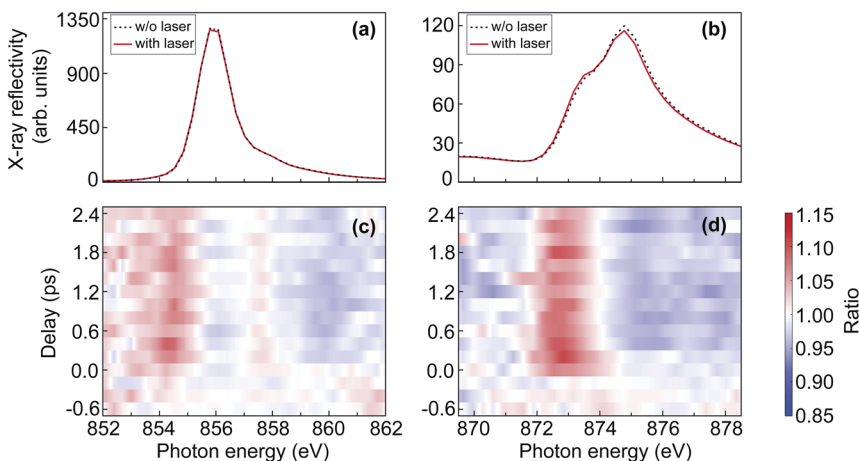 1350
900
450
0
X-ray reflectivity
(arb. units)
w/o laser
with laser
(a)
120
90
60
30
0
w/o laser
with laser
(b)
2.4
1.8
1.2
0.6
0.0
-0.6
Delay (ps)
(c)
852 854 856 858 860 862
Photon energy (eV)
2.4
1.8
1.2
0.6
0.0
-0.6
(d)
870 872 874 876 878
Photon energy (eV)
1.15
1.10
1.05
1.00
0.95
0.90
0.85
Ratio